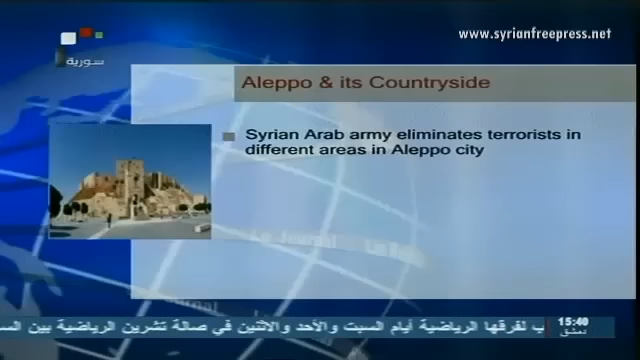 www.syrianfreepress.net
سورية
Aleppo & its Countryside
Syrian Arab army eliminates terrorists in
different areas in Aleppo city
15:40
دمشق
ب لفرقها الرياضية أيام السبت والأحد والاثنين في صالة تشرين الرياضية بين الس